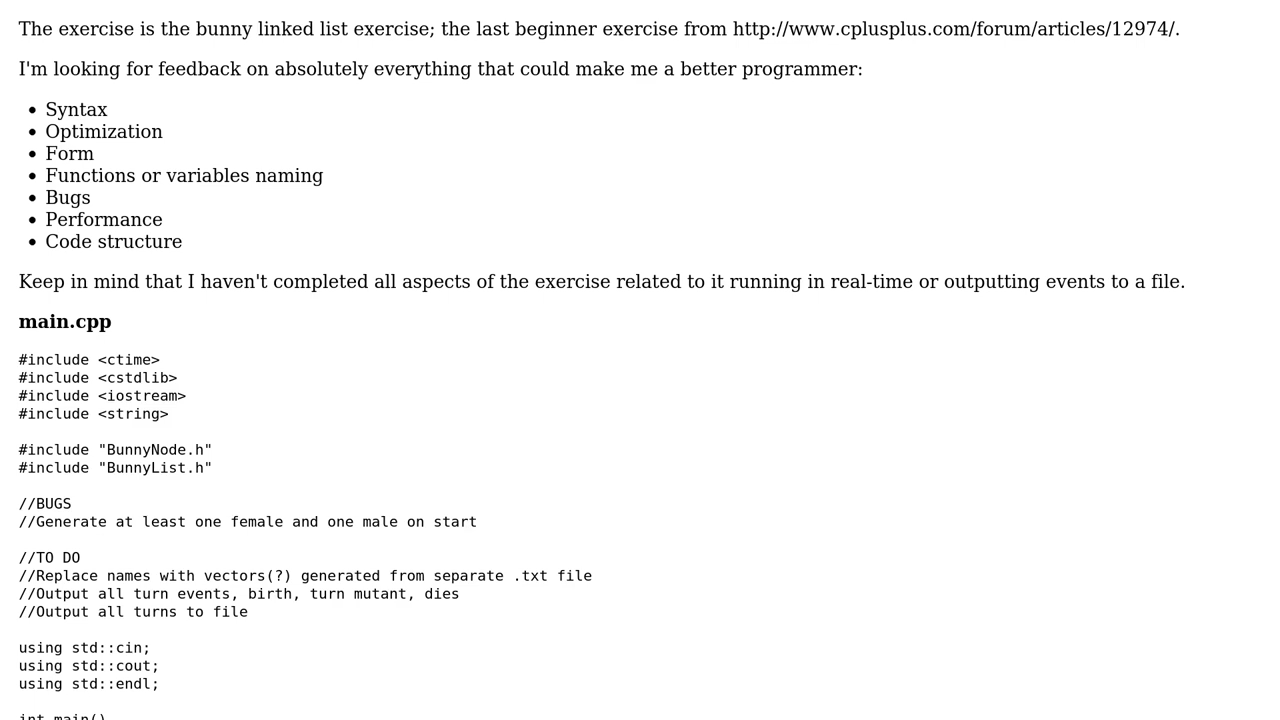 The exercise is the bunny linked list exercise; the last beginner exercise from http://www.cplusplus.com/forum/articles/12974/.
I'm looking for feedback on absolutely everything that could make me a better programmer:
• Syntax
• Optimization
• Form
• Functions or variables naming
• Bugs
• Performance
• Code structure
Keep in mind that I haven't completed all aspects of the exercise related to it running in real-time or outputting events to a file.
main.cpp
#include <ctime>
#include <cstdlib>
#include <iostream>
#include <string>
#include "BunnyNode.h"
#include "BunnyList.h"
//BUGS
//Generate at least one female and one male on start
//TO DO
//Replace names with vectors(?) generated from separate .txt file
//Output all turn events, birth, turn mutant, dies
//Output all turns to file
using std::cin;
using std::cout;
using std::endl;
int main()